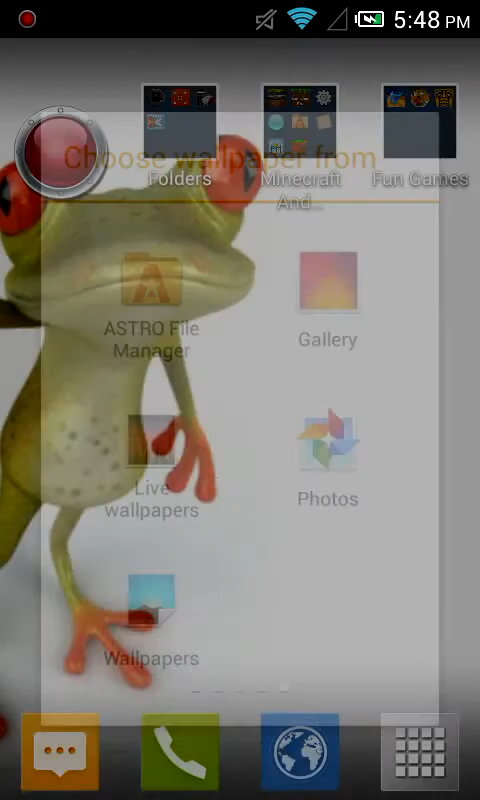 5:48 PM
Choose wallpaper from
Folders
Minecraft
And...
Fun Games
ASTRO File
Manager
Gallery
Live
wallpapers
Photos
Wallpapers